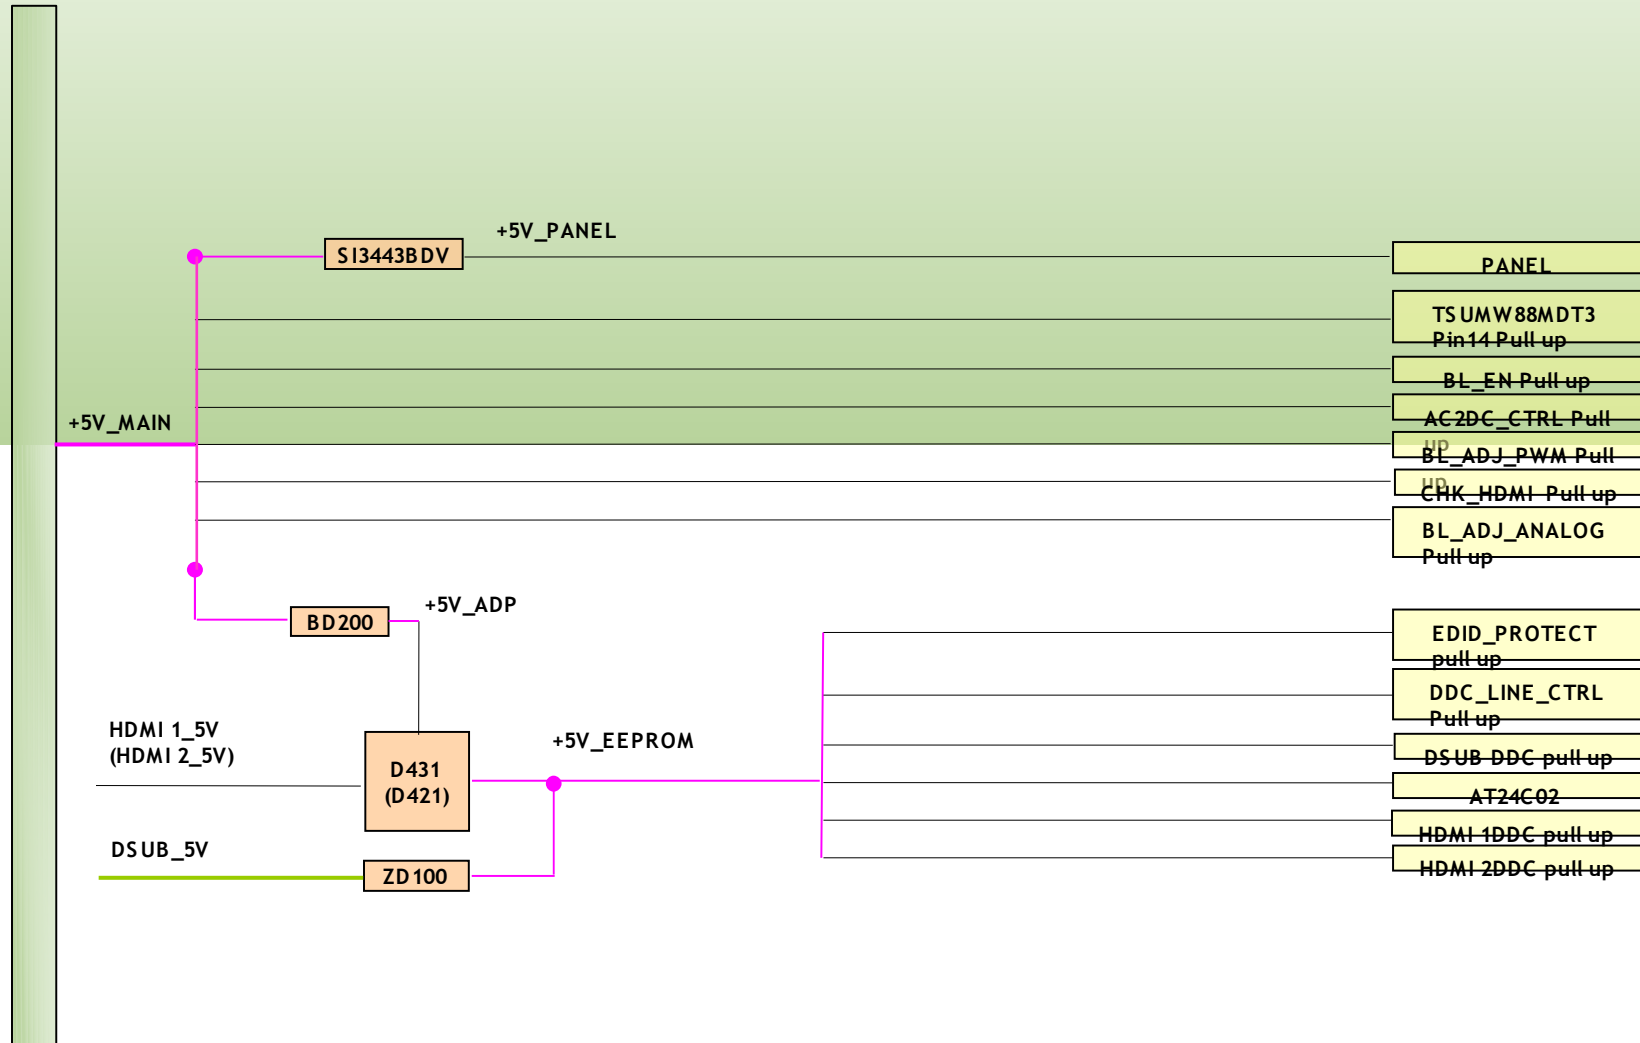 +5V_PANEL
SI3443BDV
PANEL
TSUMW88MDT3
Pin14 Pull up
BL_EN Pull up
AC2DC_CTRL Pull
up
+5V_MAIN
BL_ADJ_PWM Pull
up
CHK_HDMI Pull up
BL_ADJ_ANALOG
Pull up
+5V_ADP
BD200
EDID_PROTECT
pull up
DDC_LINE_CTRL
Pull up
HDMI 1_5V
(HDMI 2_5V)
+5V_EEPROM
DSUB DDC pull up
D431
(D421)
AT24C02
HDMI 1DDC pull up
DSUB_5V
HDMI 2DDC pull up
ZD100